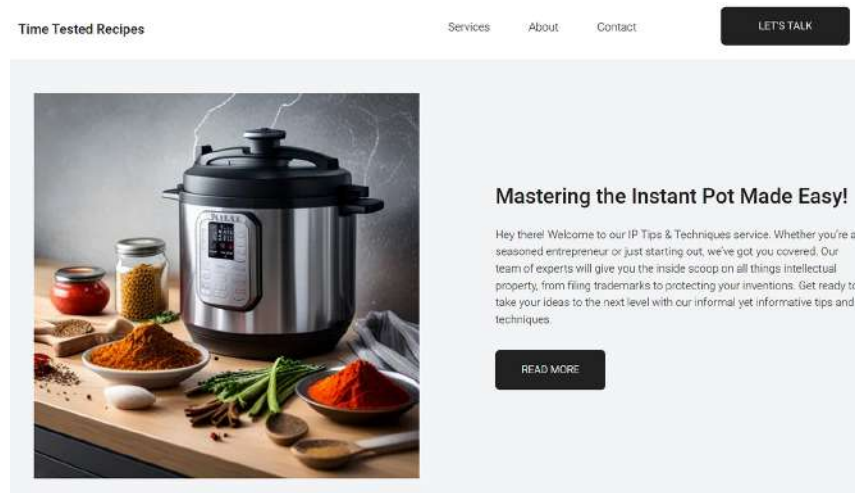 Time Tested Recipes
Services
About
Contact
LET'S TALK
Mastering the Instant Pot Made Easy!
Hey there! Welcome to our IP Tips & Techniques service. Whether you're a
seasoned entrepreneur or just starting out, we've got you covered. Our
team of experts will give you the inside scoop on all things intellectual
property, from filing trademarks to protecting your inventions. Get ready to
take your ideas to the next level with our informal yet informative tips and
techniques.
READ MORE